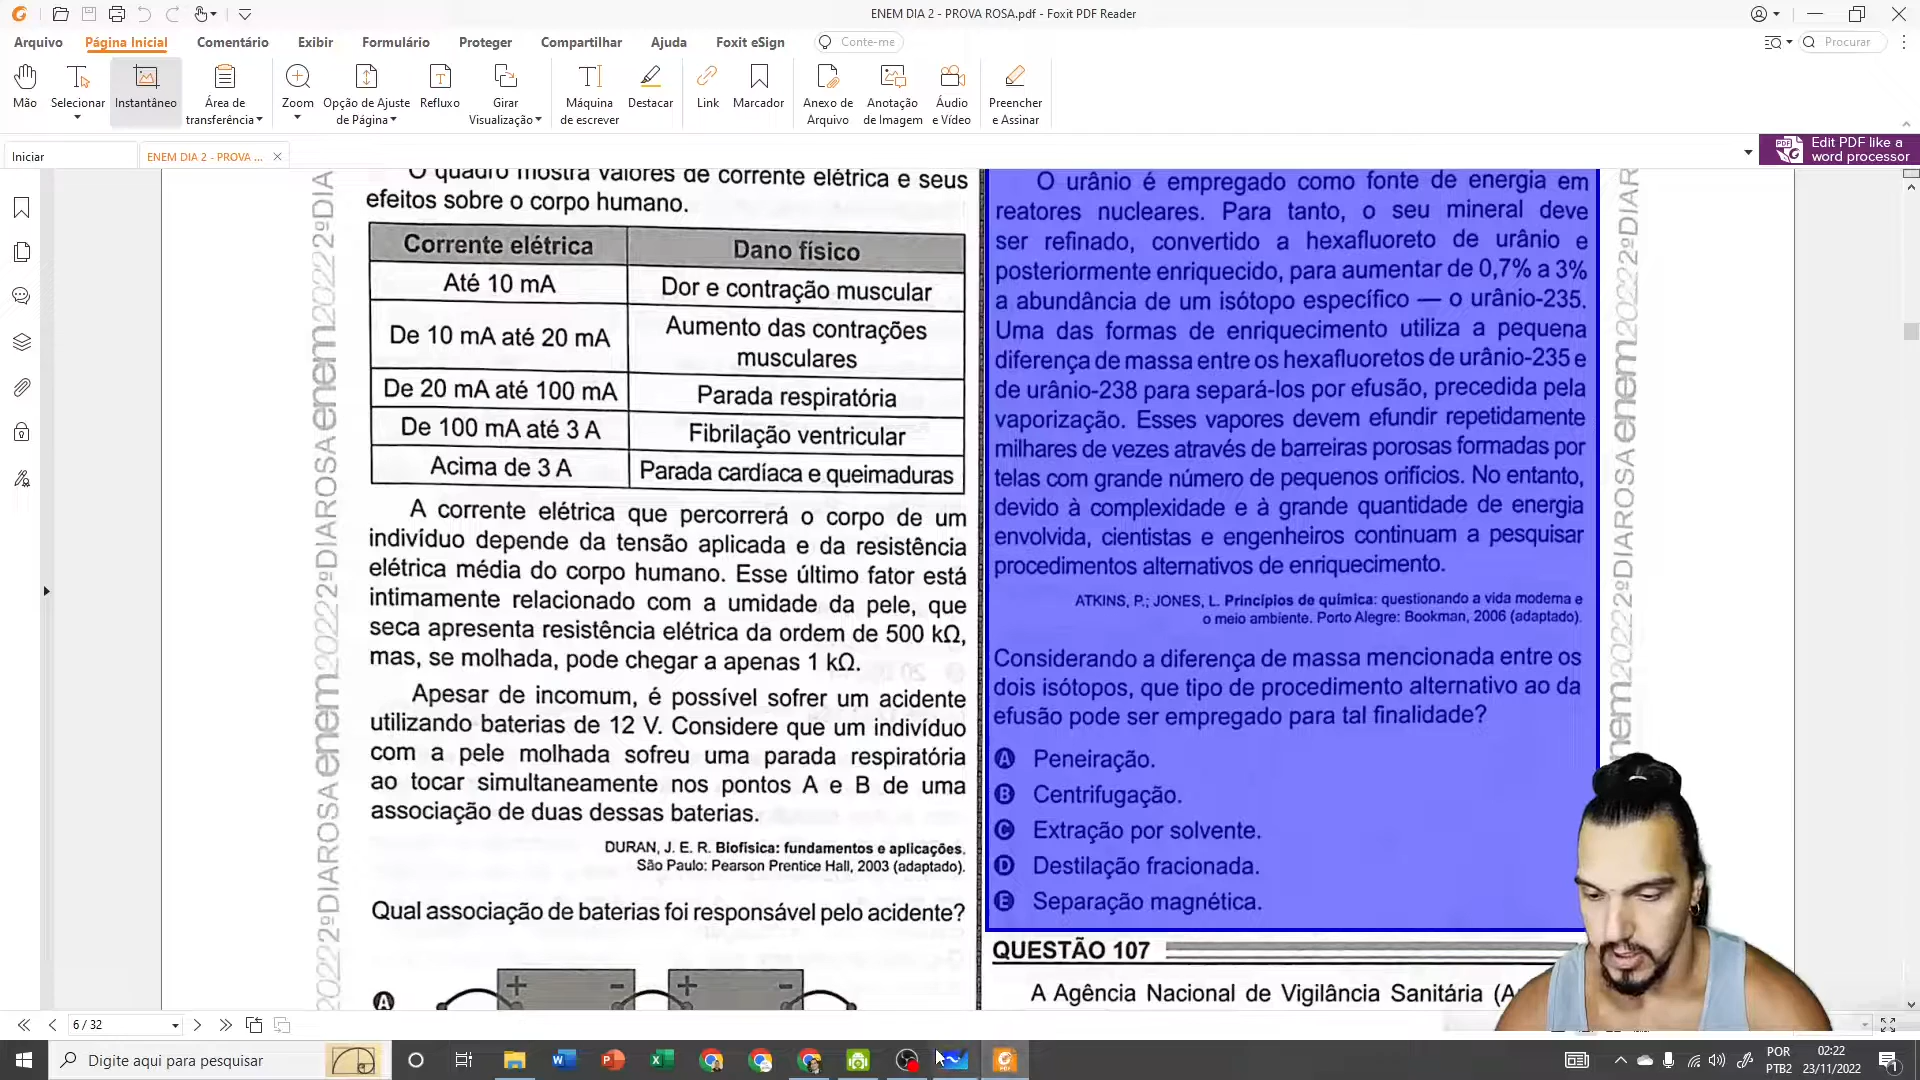 ENEM DIA 2 - PROVA ROSA.pdf - Foxit PDF Reader
Arquivo
Página Inicial
Comentário
Exibir
Formulário
Proteger
Compartilhar
Ajuda
Foxit eSign
Conte-me
Procurar
Mão
Selecionar
Instantâneo
Área de
transferência
Zoom
Opção de Ajuste
de Página
Refluxo
Girar
Visualização
Máquina
de escrever
Destacar
Link
Marcador
Anexo de
Arquivo
Anotação
de Imagem
Áudio
e Vídeo
Preencher
e Assinar
Iniciar
ENEM DIA 2 - PROVA ...
Edit PDF like a
word processor
O quadro mostra valores de corrente elétrica e seus
efeitos sobre o corpo humano.
Corrente elétrica
Dano físico
Até 10 mA
Dor e contração muscular
De 10 mA até 20 mA
Aumento das contrações
musculares
De 20 mA até 100 mA
Parada respiratória
De 100 mA até 3 A
Fibrilação ventricular
Acima de 3 A
Parada cardíaca e queimaduras
A corrente elétrica que percorrerá o corpo de um
indivíduo depende da tensão aplicada e da resistência
elétrica média do corpo humano. Esse último fator está
intimamente relacionado com a umidade da pele, que
seca apresenta resistência elétrica da ordem de 500 kΩ,
mas, se molhada, pode chegar a apenas 1 kΩ.
Apesar de incomum, é possível sofrer um acidente
utilizando baterias de 12 V. Considere que um indivíduo
com a pele molhada sofreu uma parada respiratória
ao tocar simultaneamente nos pontos A e B de uma
associação de duas dessas baterias.
DURAN, J. E. R. Biofísica: fundamentos e aplicações.
São Paulo: Pearson Prentice Hall, 2003 (adaptado).
Qual associação de baterias foi responsável pelo acidente?
A
+ - + -
2022 2ºDIAROSA enem2022 2ºDIAROSA enem2022 2ºDIA
O urânio é empregado como fonte de energia em
reatores nucleares. Para tanto, o seu mineral deve
ser refinado, convertido a hexafluoreto de urânio e
posteriormente enriquecido, para aumentar de 0,7% a 3%
a abundância de um isótopo específico — o urânio-235.
Uma das formas de enriquecimento utiliza a pequena
diferença de massa entre os hexafluoretos de urânio-235 e
de urânio-238 para separá-los por efusão, precedida pela
vaporização. Esses vapores devem efundir repetidamente
milhares de vezes através de barreiras porosas formadas por
telas com grande número de pequenos orifícios. No entanto,
devido à complexidade e à grande quantidade de energia
envolvida, cientistas e engenheiros continuam a pesquisar
procedimentos alternativos de enriquecimento.
ATKINS, P.; JONES, L. Princípios de química: questionando a vida moderna e
o meio ambiente. Porto Alegre: Bookman, 2006 (adaptado).
Considerando a diferença de massa mencionada entre os
dois isótopos, que tipo de procedimento alternativo ao da
efusão pode ser empregado para tal finalidade?
A Peneiração.
B Centrifugação.
C Extração por solvente.
D Destilação fracionada.
E Separação magnética.
QUESTÃO 107
A Agência Nacional de Vigilância Sanitária (A
enem2022 2ºDIAROSA enem2022 2ºDIAR
6 / 32
Digite aqui para pesquisar
POR
PTB2
02:22
23/11/2022
1